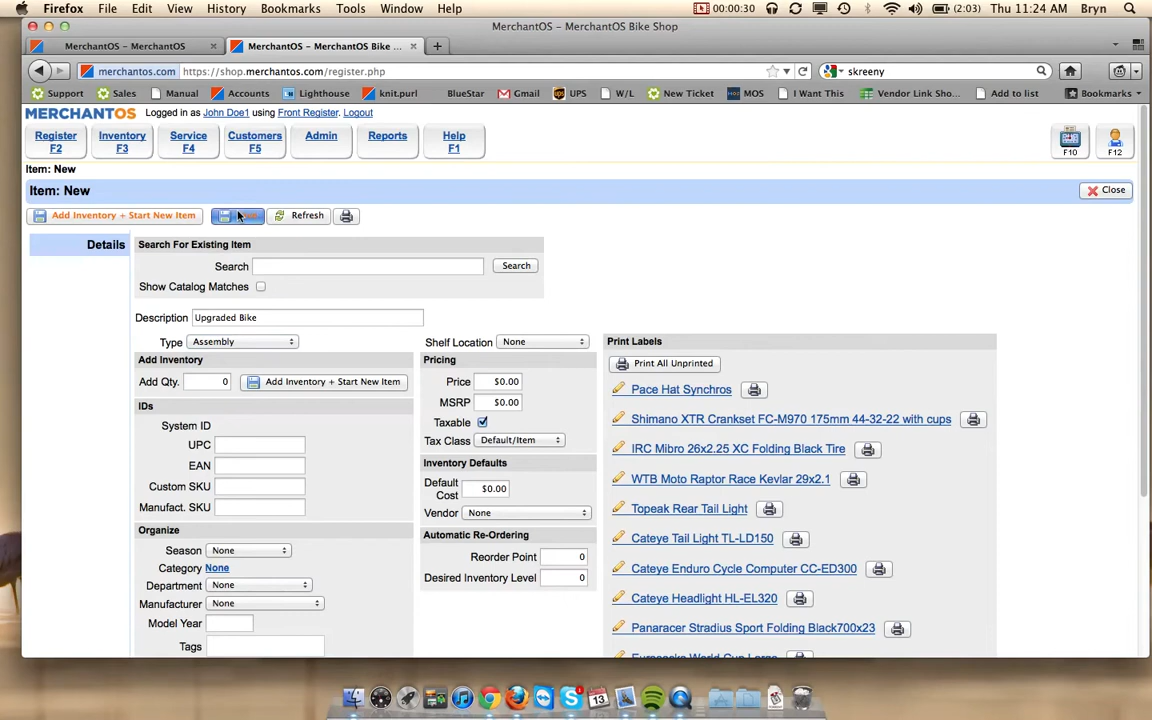 Firefox File Edit View History Bookmarks Tools Window Help 00:00:30 (2:03) Thu 11:24 AM Bryn
MerchantOS – MerchantOS Bike Shop
MerchantOS – MerchantOS MerchantOS – MerchantOS Bike ...
merchantos.com https://shop.merchantos.com/register.php skreeny
Support Sales Manual Accounts Lighthouse knit.purl BlueStar Gmail UPS W/L New Ticket MOS I Want This Vendor Link Sho... Add to list Bookmarks
MERCHANTOS Logged in as John Doe1 using Front Register. Logout
Register Inventory Service Customers Admin Reports Help
F2 F3 F4 F5 F1 F10 F12
Item: New
Item: New Close
Add Inventory + Start New Item Refresh
Details Search For Existing Item
Search Search
Show Catalog Matches
Description Upgraded Bike
Type Assembly Shelf Location None Print Labels
Add Inventory Pricing Print All Unprinted
Add Qty. 0 Add Inventory + Start New Item Price $0.00 Pace Hat Synchros
IDs MSRP $0.00
System ID Taxable Shimano XTR Crankset FC-M970 175mm 44-32-22 with cups
UPC Tax Class Default/Item IRC Mibro 26x2.25 XC Folding Black Tire
EAN Inventory Defaults
Custom SKU Default Cost $0.00 WTB Moto Raptor Race Kevlar 29x2.1
Manufact. SKU Vendor None Topeak Rear Tail Light
Organize Automatic Re-Ordering Cateye Tail Light TL-LD150
Season None Reorder Point 0
Category None Desired Inventory Level 0 Cateye Enduro Cycle Computer CC-ED300
Department None
Manufacturer None Cateye Headlight HL-EL320
Model Year Panaracer Stradius Sport Folding Black700x23
Tags